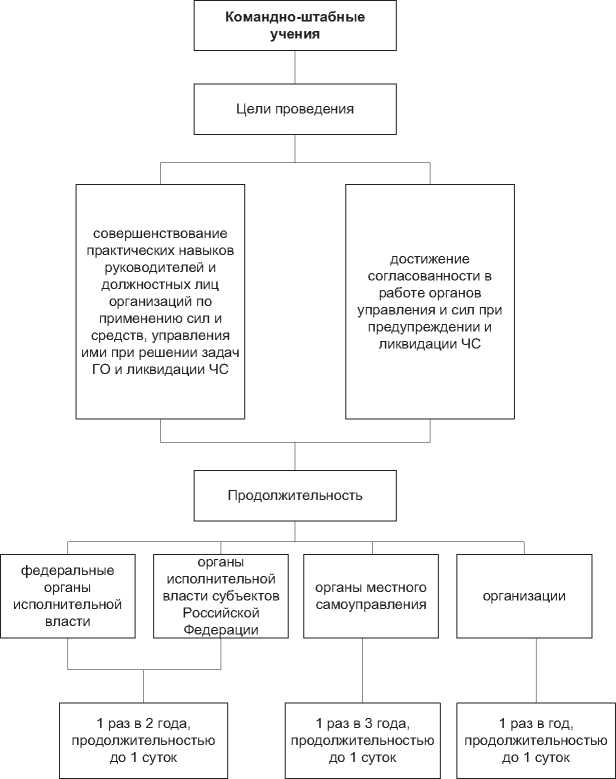 Командно-штабные
учения
Цели проведения
совершенствование
практических навыков
руководителей и
должностных лиц
организаций по
применению сил и
средств, управления
ими при решении задач
ГО и ликвидации ЧС
достижение
согласованности в
работе органов
управления и сил при
предупреждении и
ликвидации ЧС
Продолжительность
федеральные
органы
исполнительной
власти
органы
исполнительной
власти субъектов
Российской
Федерации
органы местного
самоуправления
организации
1 раз в 2 года,
продолжительностью
до 1 суток
1 раз в 3 года,
продолжительностью
до 1 суток
1 раз в год,
продолжительностью
до 1 суток